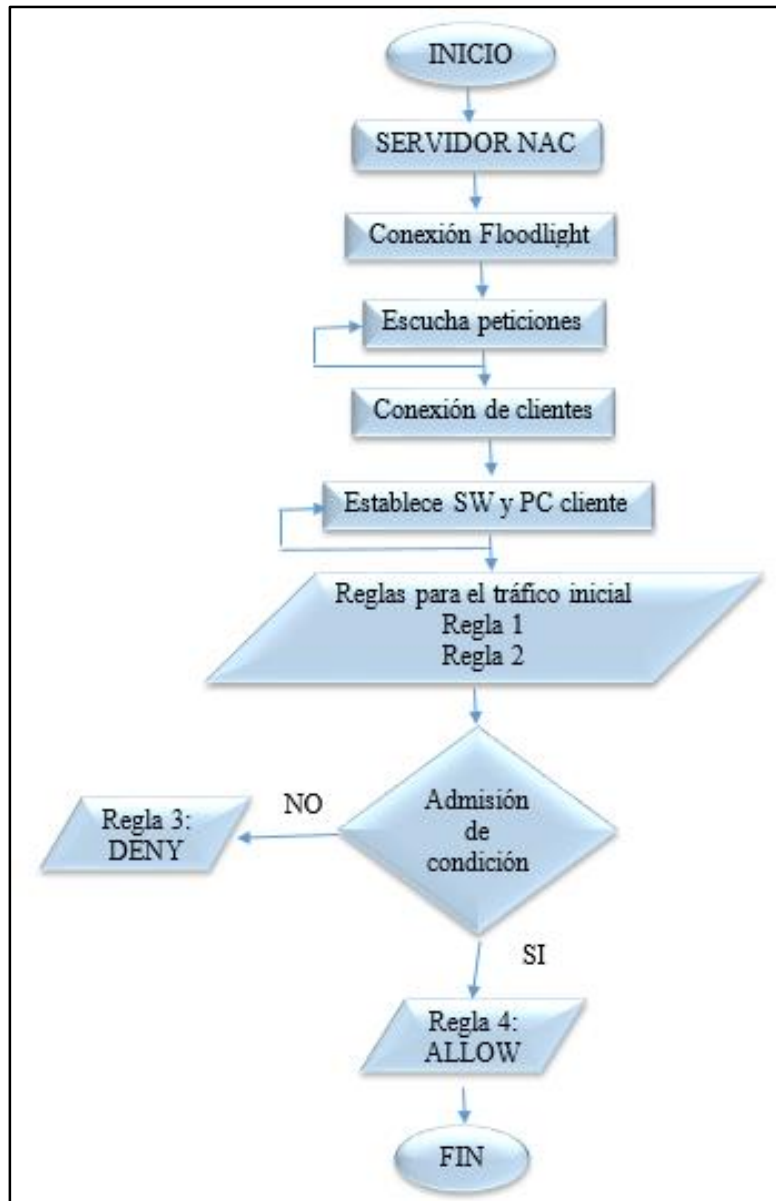 INICIO
SERVIDOR NAC
Conexión Floodlight
Escucha peticiones
Conexión de clientes
Establece SW y PC cliente
Reglas para el tráfico inicial
Regla 1
Regla 2
Admisión
de
condición
NO
Regla 3:
DENY
SI
Regla 4:
ALLOW
FIN